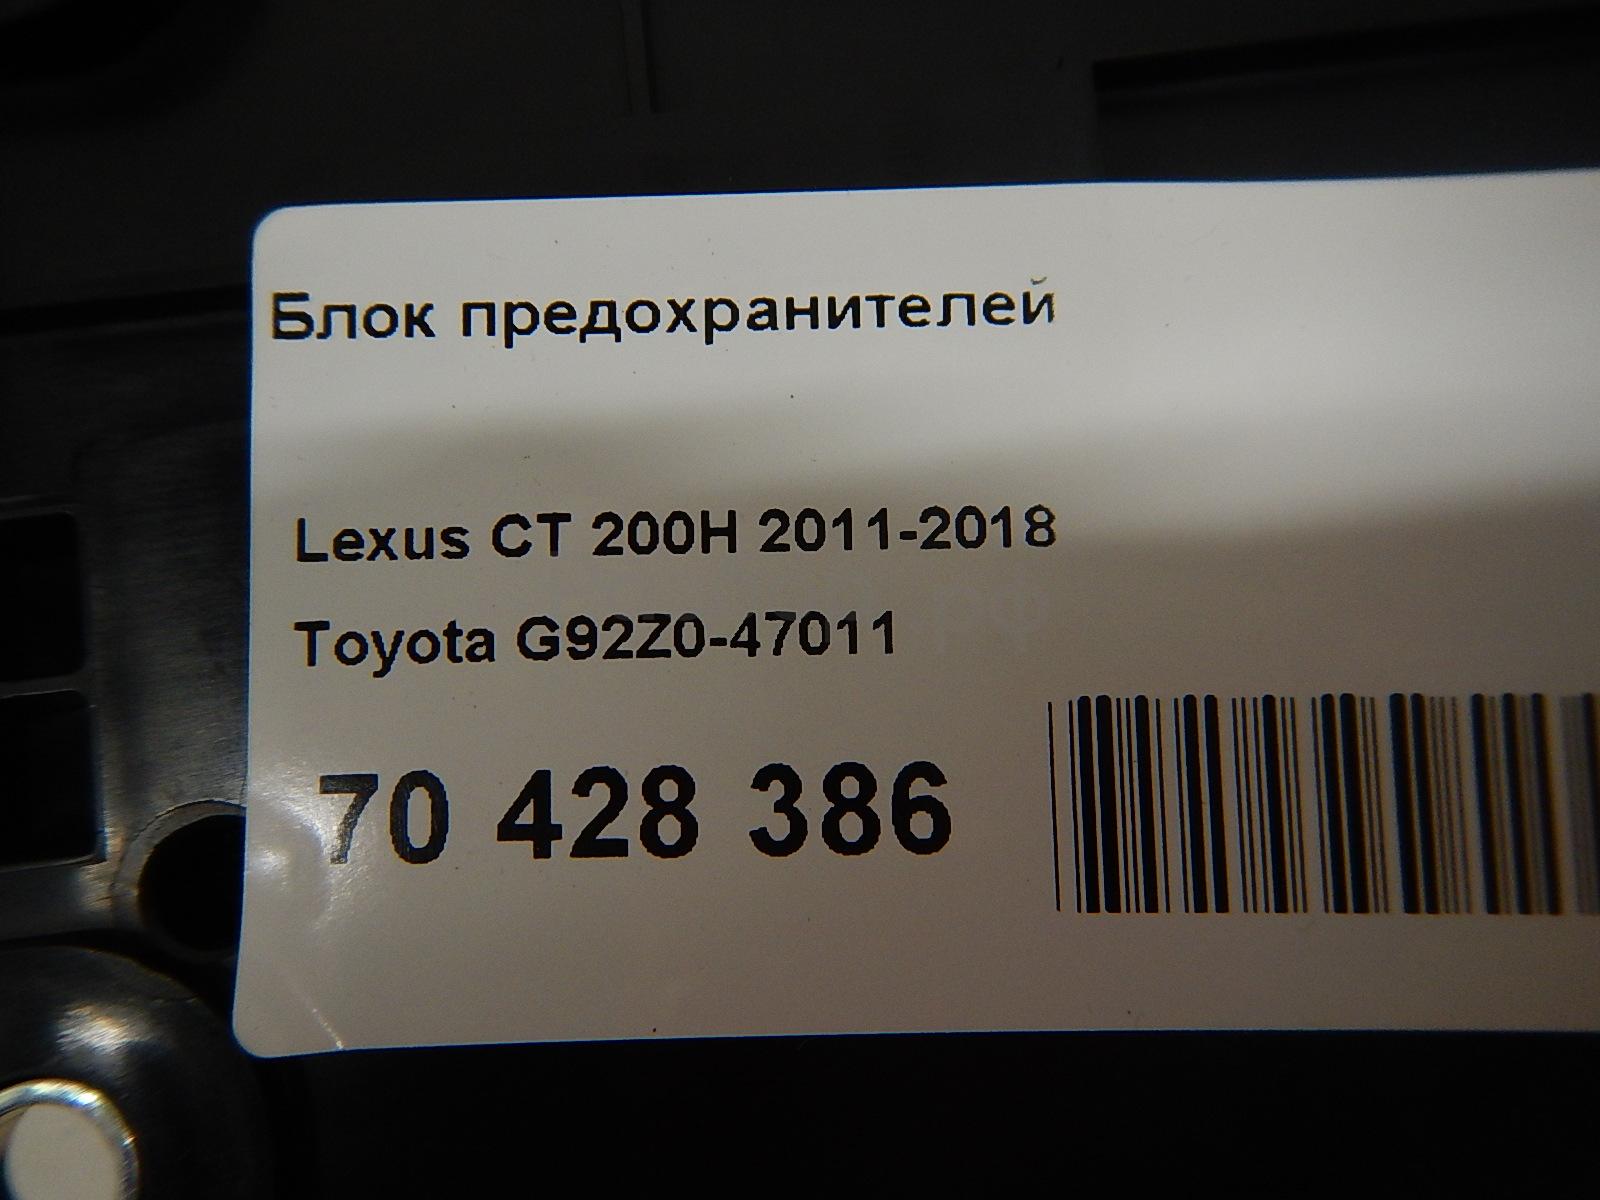 Блок предохранителей
Lexus CT 200H 2011-2018
Toyota G92Z0-47011
70 428 386